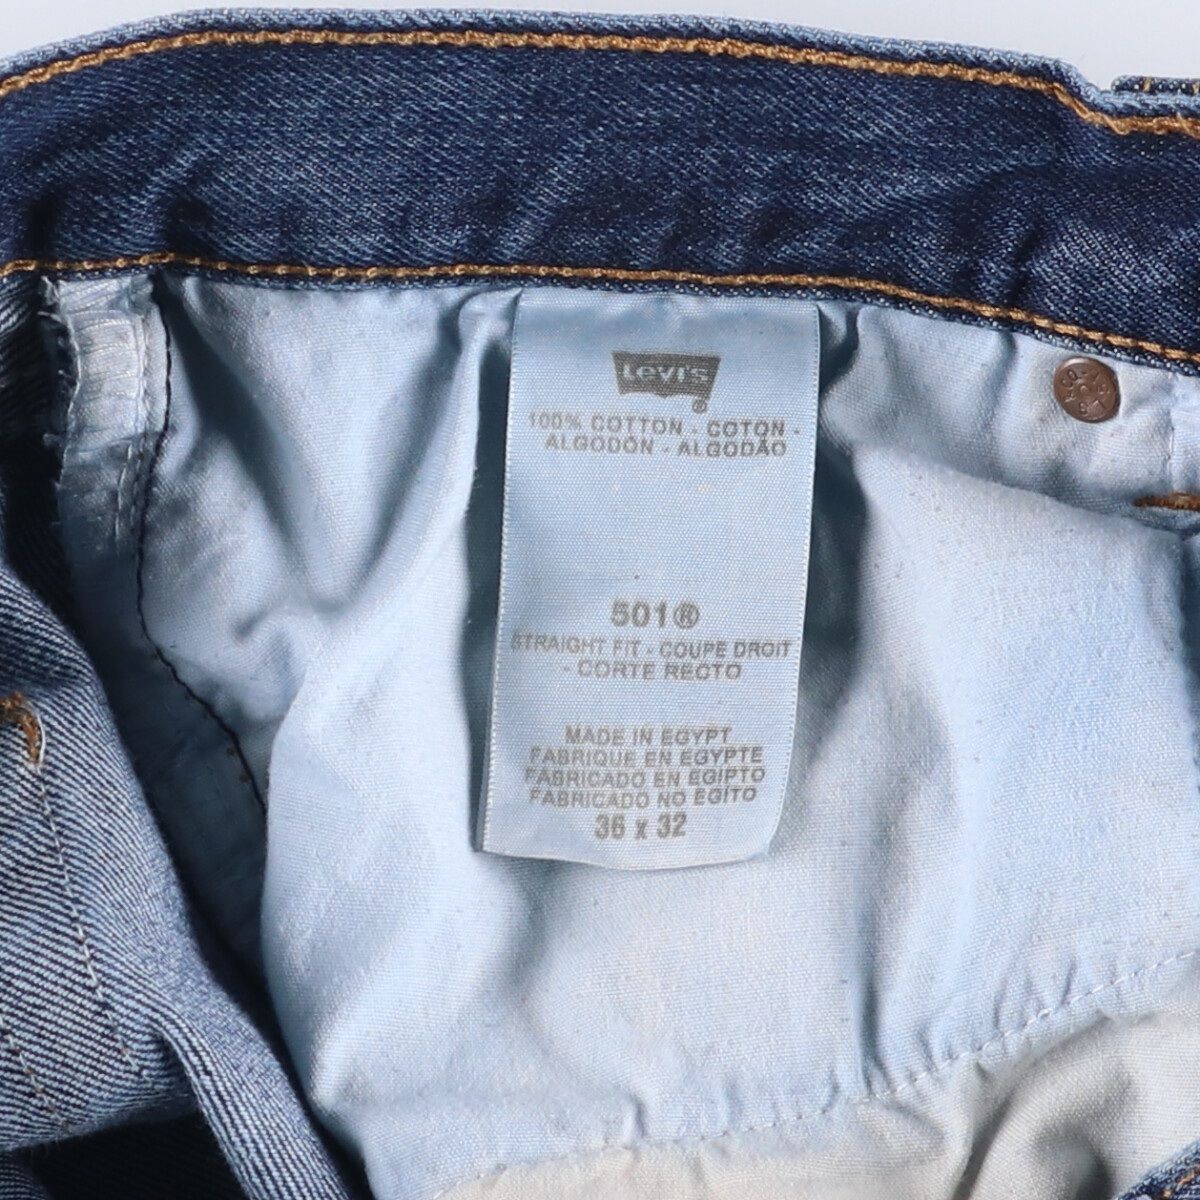 Levi's
®
100% COTTON - COTON -
ALGODÓN - ALGODÃO
501®
STRAIGHT FIT - COUPE DROIT
- CORTE RECTO
MADE IN EGYPT
FABRIQUE EN EGYPTE
FABRICADO EN EGIPTO
FABRICADO NO EGITO
36 x 32